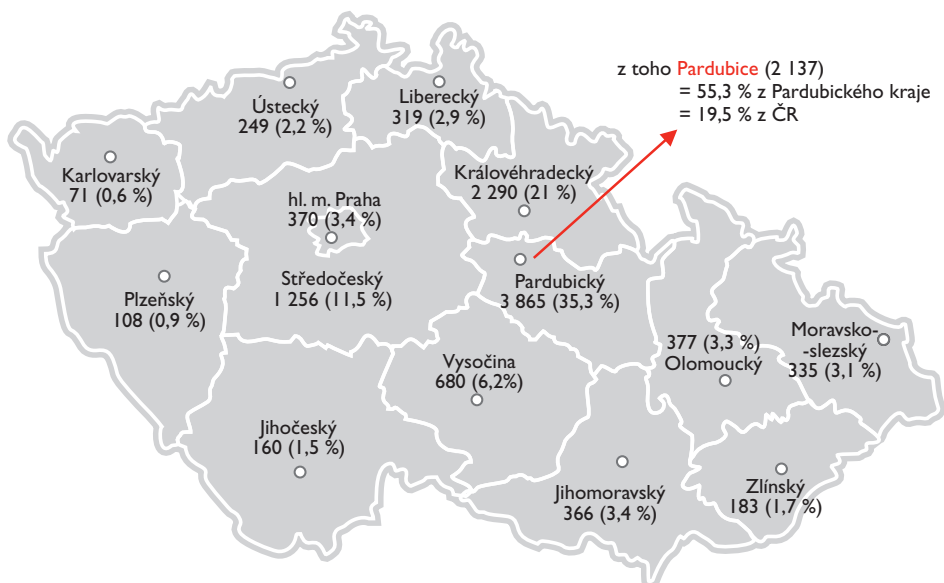 z toho Pardubice (2 137)
= 55,3 % z Pardubického kraje
= 19,5 % z ČR
Ústecký
249 (2,2 %)
Liberecký
319 (2,9 %)
Karlovarský
71 (0,6 %)
Královéhradecký
2 290 (21 %)
hl. m. Praha
370 (3,4 %)
Středočeský
1 256 (11,5 %)
Pardubický
3 865 (35,3 %)
Plzeňský
108 (0,9 %)
Vysočina
680 (6,2%)
377 (3,3 %)
Olomoucký
Moravsko-
-slezský
335 (3,1 %)
Jihočeský
160 (1,5 %)
Jihomoravský
366 (3,4 %)
Zlínský
183 (1,7 %)